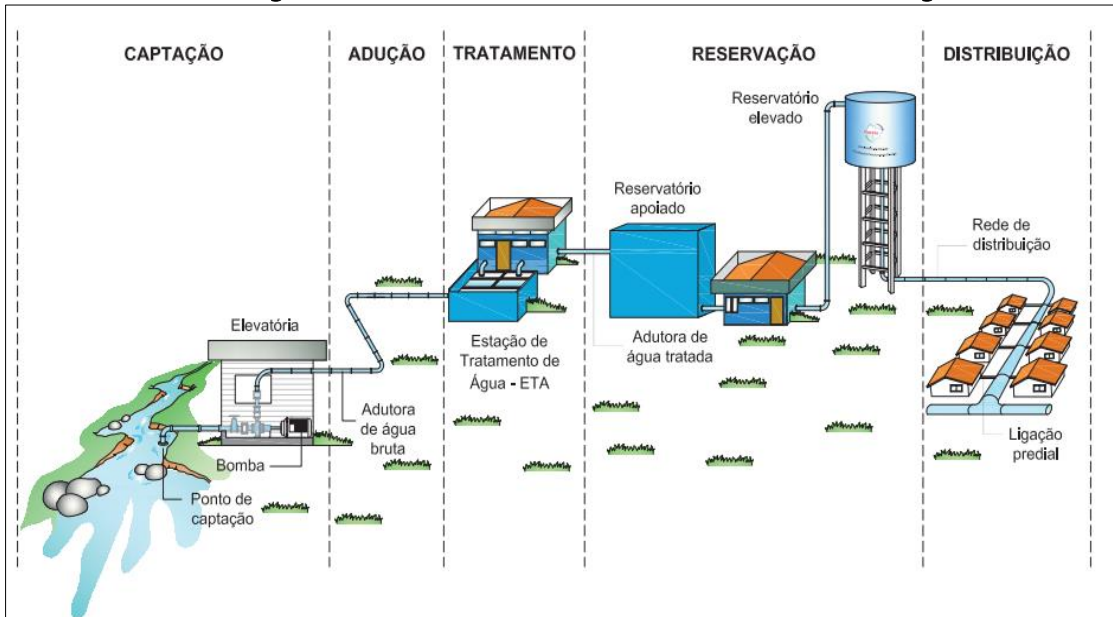 CAPTAÇÃO
ADUÇÃO
TRATAMENTO
RESERVAÇÃO
DISTRIBUIÇÃO
Reservatório
elevado
Reservatório
apoiado
Rede de
distribuição
Elevatória
Estação de
Tratamento de
Água - ETA
Adutora de
água tratada
Adutora
de água
bruta
Bomba
Ponto de
captação
Ligação
predial